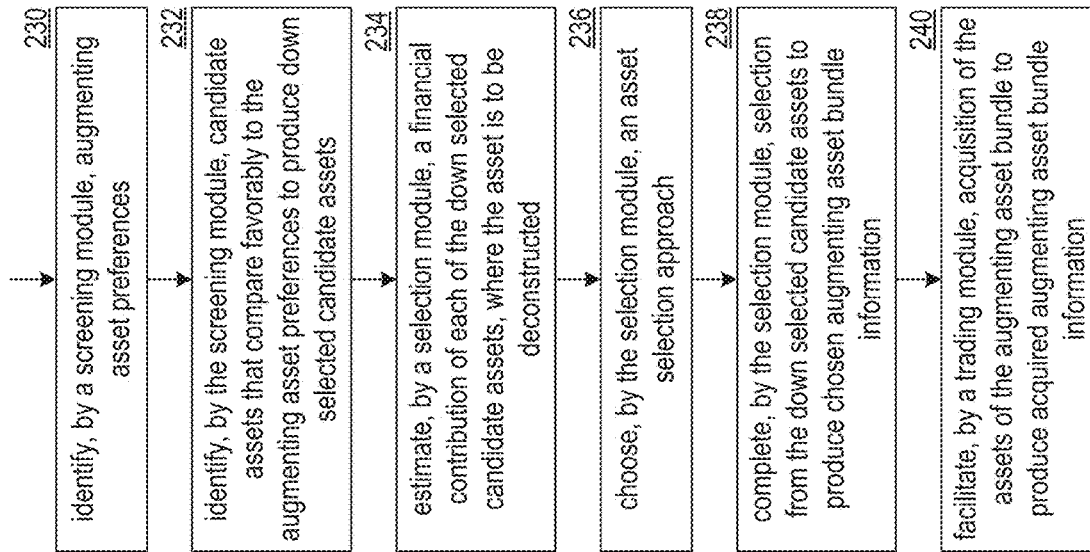 230
identify, by a screening module, augmenting
asset preferences
232
identify, by the screening module, candidate
assets that compare favorably to the
augmenting asset preferences to produce down
selected candidate assets
234
estimate, by a selection module, a financial
contribution of each of the down selected
candidate assets, where the asset is to be
deconstructed
236
choose, by the selection module, an asset
selection approach
238
complete, by the selection module, selection
from the down selected candidate assets to
produce chosen augmenting asset bundle
information
240
facilitate, by a trading module, acquisition of the
assets of the augmenting asset bundle to
produce acquired augmenting asset bundle
information